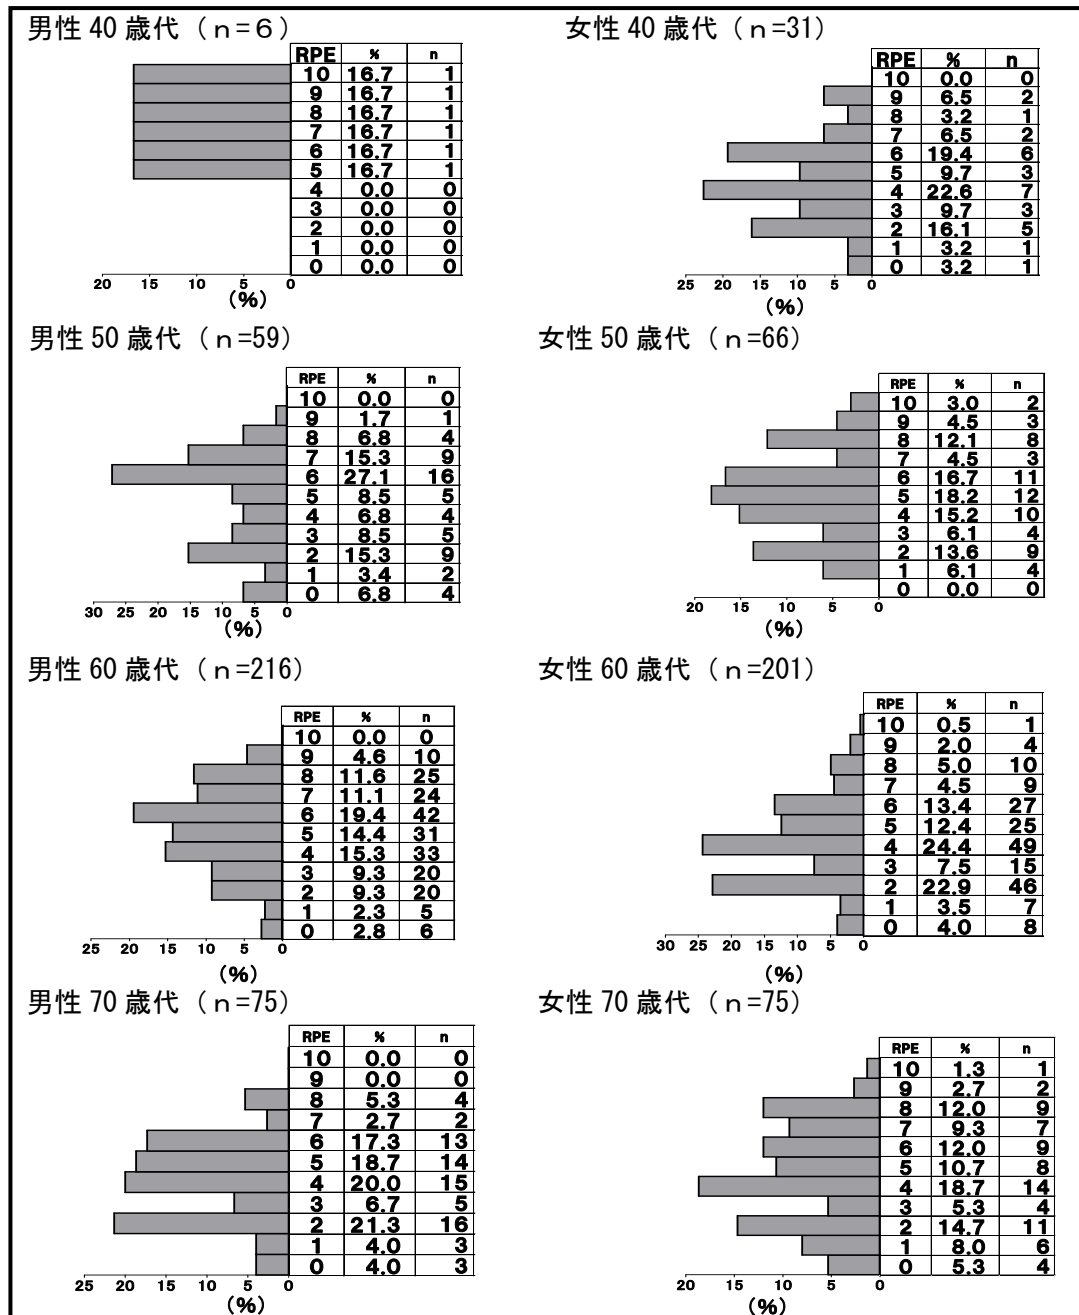 男性 40 歳代（ｎ=６）
RPE % n
10 16.7 1
9 16.7 1
8 16.7 1
7 16.7 1
6 16.7 1
5 16.7 1
4 0.0 0
3 0.0 0
2 0.0 0
1 0.0 0
0 0.0 0
20 15 10 5 0
(%)
女性 40 歳代（ｎ=31）
RPE % n
10 0.0 0
9 6.5 2
8 3.2 1
7 6.5 2
6 19.4 6
5 9.7 3
4 22.6 7
3 9.7 3
2 16.1 5
1 3.2 1
0 3.2 1
25 20 15 10 5 0
(%)
男性 50 歳代（ｎ=59）
RPE % n
10 0.0 0
9 1.7 1
8 6.8 4
7 15.3 9
6 27.1 16
5 8.5 5
4 6.8 4
3 8.5 5
2 15.3 9
1 3.4 2
0 6.8 4
30 25 20 15 10 5 0
(%)
女性 50 歳代（ｎ=66）
RPE % n
10 3.0 2
9 4.5 3
8 12.1 8
7 4.5 3
6 16.7 11
5 18.2 12
4 15.2 10
3 6.1 4
2 13.6 9
1 6.1 4
0 0.0 0
20 15 10 5 0
(%)
男性 60 歳代（ｎ=216）
RPE % n
10 0.0 0
9 4.6 10
8 11.6 25
7 11.1 24
6 19.4 42
5 14.4 31
4 15.3 33
3 9.3 20
2 9.3 20
1 2.3 5
0 2.8 6
25 20 15 10 5 0
(%)
女性 60 歳代（ｎ=201）
RPE % n
10 0.5 1
9 2.0 4
8 5.0 10
7 4.5 9
6 13.4 27
5 12.4 25
4 24.4 49
3 7.5 15
2 22.9 46
1 3.5 7
0 4.0 8
30 25 20 15 10 5 0
(%)
男性 70 歳代（ｎ=75）
RPE % n
10 0.0 0
9 0.0 0
8 5.3 4
7 2.7 2
6 17.3 13
5 18.7 14
4 20.0 15
3 6.7 5
2 21.3 16
1 4.0 3
0 4.0 3
25 20 15 10 5 0
(%)
女性 70 歳代（ｎ=75）
RPE % n
10 1.3 1
9 2.7 2
8 12.0 9
7 9.3 7
6 12.0 9
5 10.7 8
4 18.7 14
3 5.3 4
2 14.7 11
1 8.0 6
0 5.3 4
20 15 10 5 0
(%)